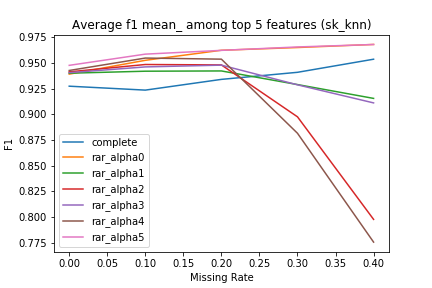 Average f1 mean_ among top 5 features (sk_knn)
0.975
0.950
0.925
0.900
0.875
0.850
0.825
0.800
0.775
F1
complete
rar_alpha0
rar_alpha1
rar_alpha2
rar_alpha3
rar_alpha4
rar_alpha5
0.00 0.05 0.10 0.15 0.20 0.25 0.30 0.35 0.40
Missing Rate